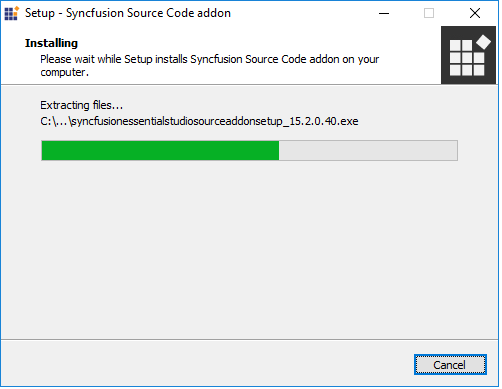 Setup - Syncfusion Source Code addon
Installing
Please wait while Setup installs Syncfusion Source Code addon on your
computer.
Extracting files...
C:\...\syncfusionessentialstudiosourceaddonsetup_15.2.0.40.exe
Cancel